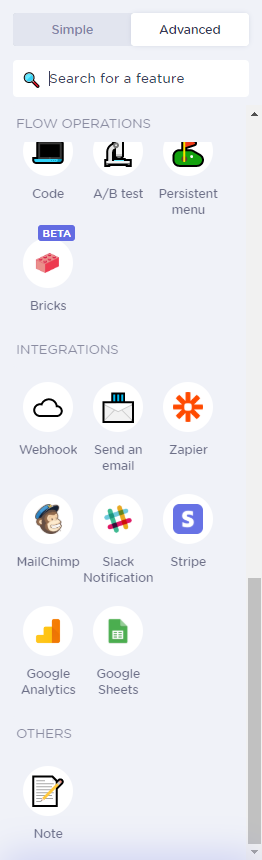 Simple Advanced
Search for a feature
FLOW OPERATIONS
Code A/B test Persistent
menu
BETA
Bricks
INTEGRATIONS
Webhook Send an Zapier
email
MailChimp Slack Stripe
Notification
Google Google
Analytics Sheets
OTHERS
Note